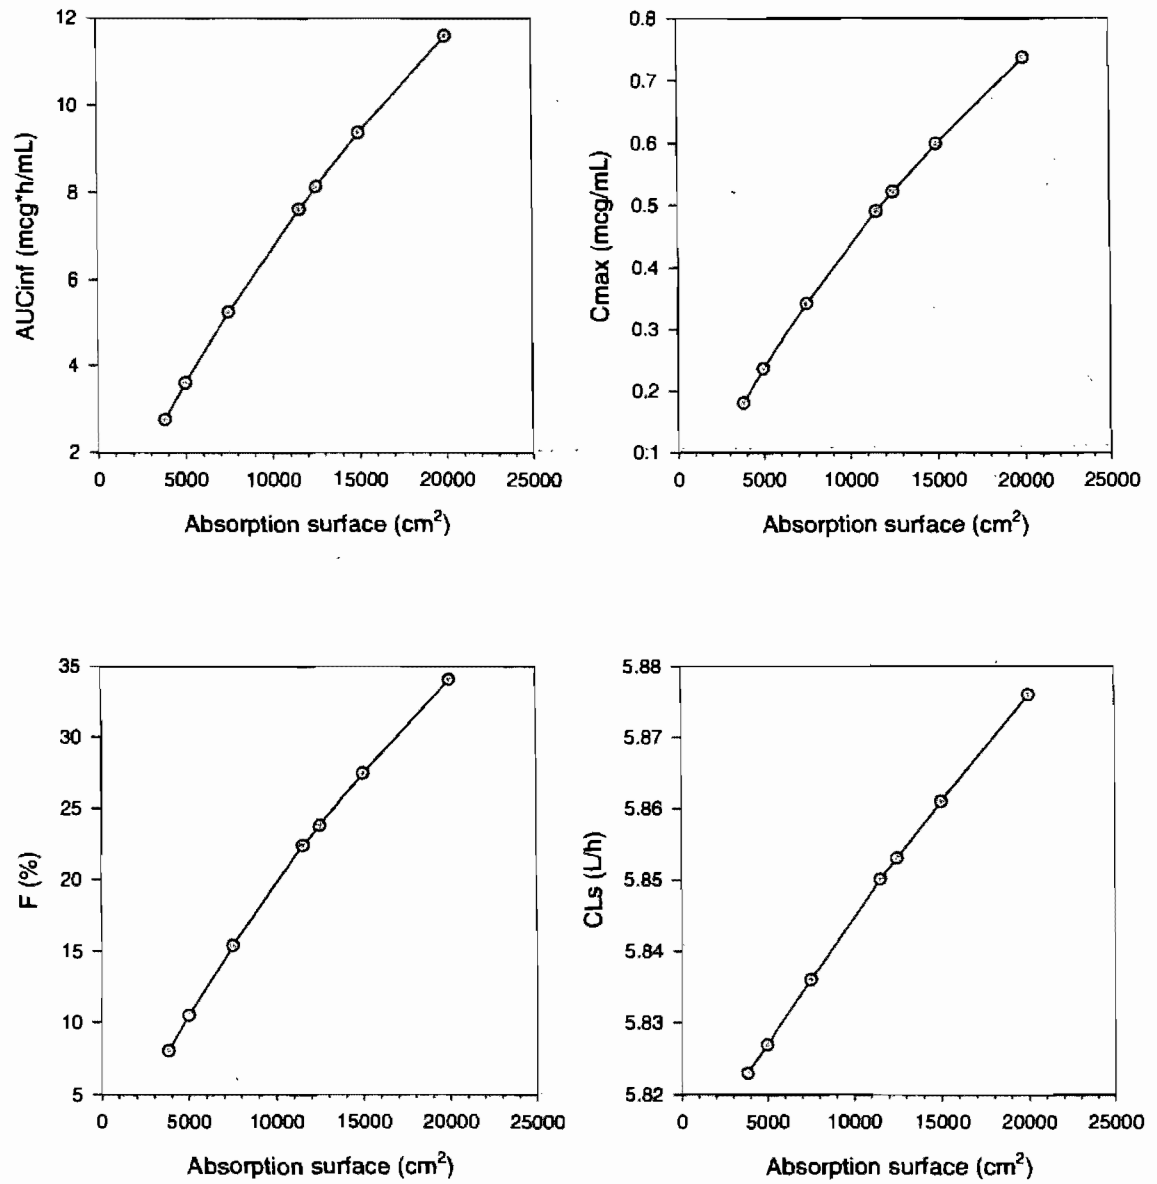 12
10
8
6
4
2
AUCinf (mcg*h/mL)
0 5000 10000 15000 20000 25000
Absorption surface (cm²)
0.8
0.7
0.6
0.5
0.4
0.3
0.2
0.1
Cmax (mcg/mL)
0 5000 10000 15000 20000 25000
Absorption surface (cm²)
35
30
25
20
15
10
5
F (%)
0 5000 10000 15000 20000 25000
Absorption surface (cm²)
5.88
5.87
5.86
5.85
5.84
5.83
5.82
CLs (L/h)
0 5000 10000 15000 20000 25000
Absorption surface (cm²)